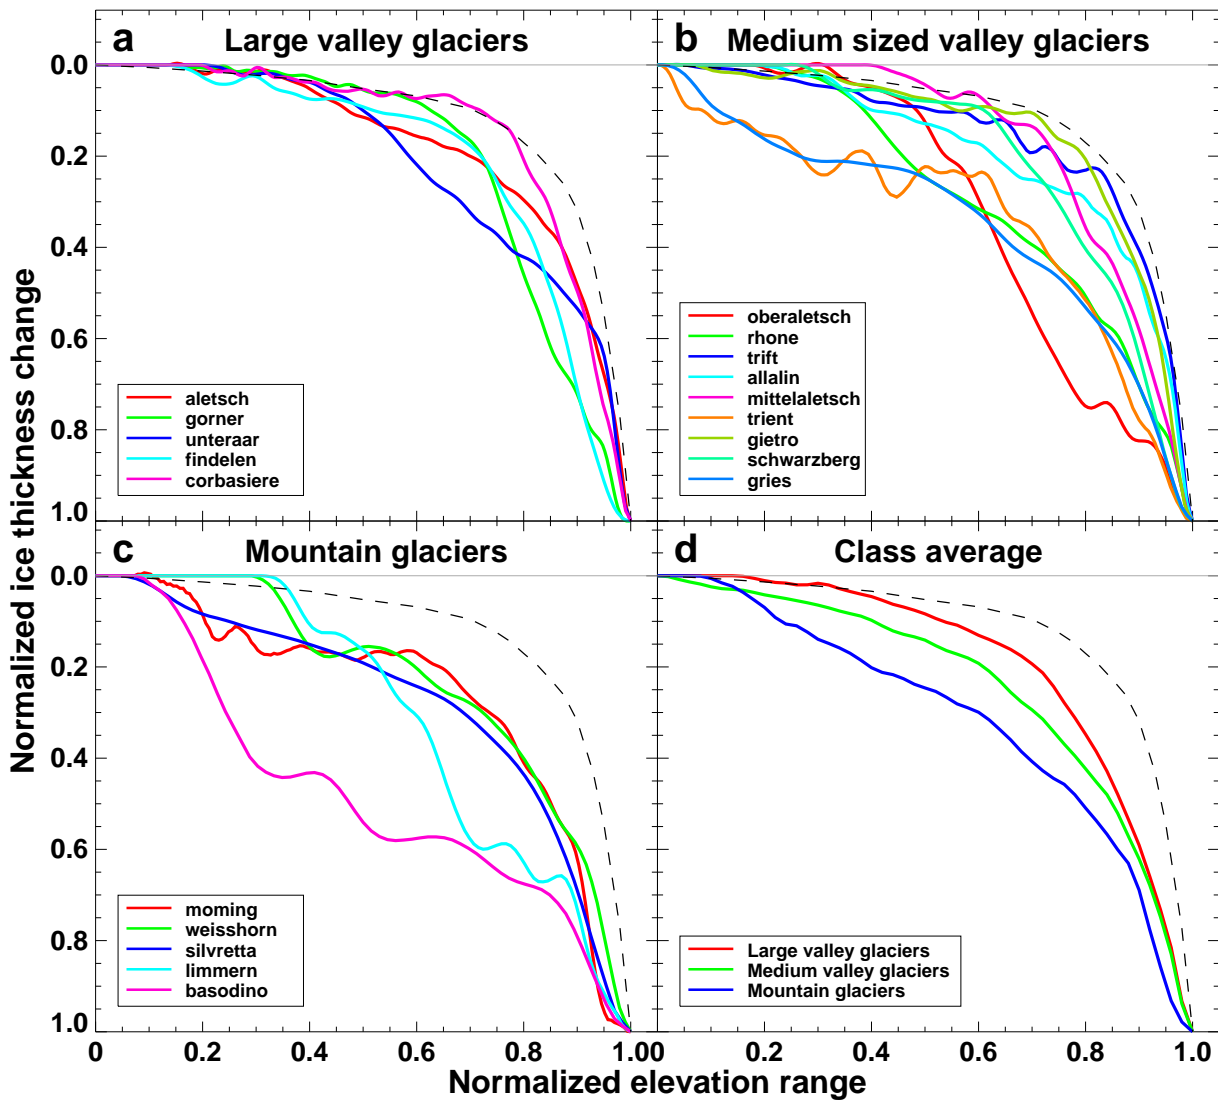 a
Large valley glaciers
b
Medium sized valley glaciers
0.0
0.2
0.4
0.6
0.8
1.0
aletsch
gorner
unteraar
findelen
corbasiere
oberaletsch
rhone
trift
allalin
mittelaletsch
trient
gietro
schwarzberg
gries
c
Mountain glaciers
d
Class average
0.0
0.2
0.4
0.6
0.8
1.0
moming
weisshorn
silvretta
limmern
basodino
Large valley glaciers
Medium valley glaciers
Mountain glaciers
0 0.2 0.4 0.6 0.8 1.00 0.2 0.4 0.6 0.8 1.0
Normalized elevation range
Normalized ice thickness change